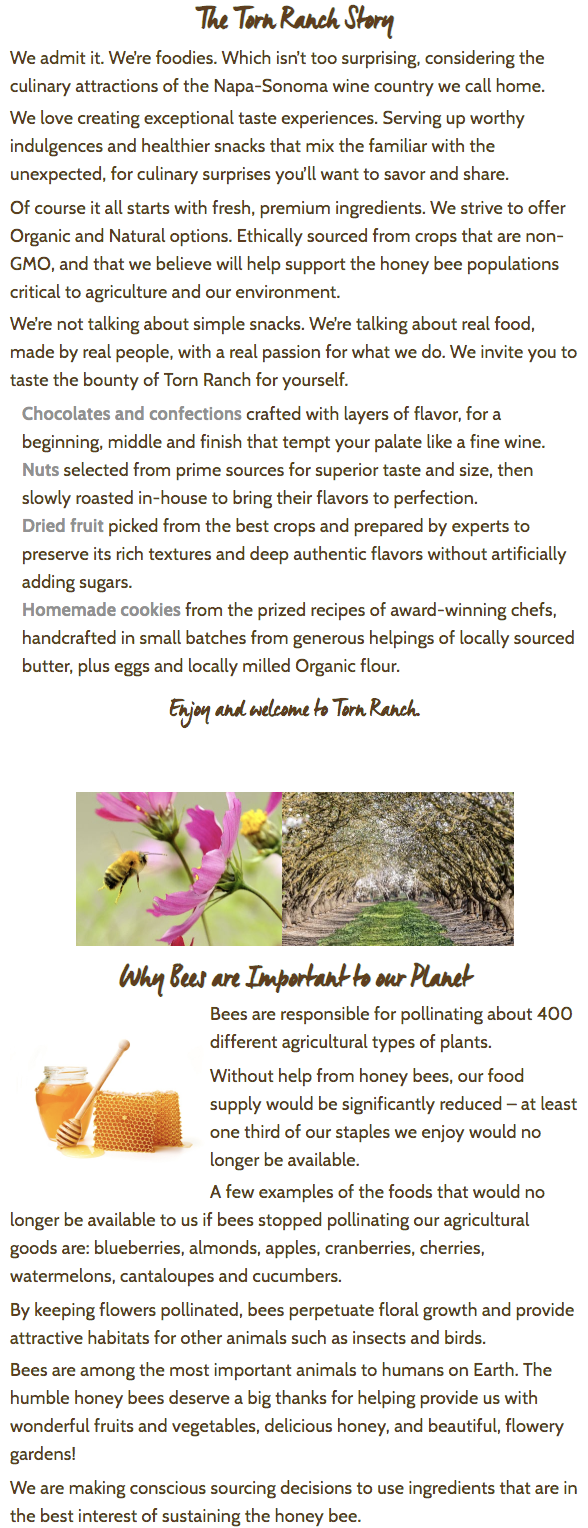 The Torn Ranch Story
We admit it. We're foodies. Which isn't too surprising, considering the
culinary attractions of the Napa-Sonoma wine country we call home.
We love creating exceptional taste experiences. Serving up worthy
indulgences and healthier snacks that mix the familiar with the
unexpected, for culinary surprises you'll want to savor and share.
Of course it all starts with fresh, premium ingredients. We strive to offer
Organic and Natural options. Ethically sourced from crops that are non-
GMO, and that we believe will help support the honey bee populations
critical to agriculture and our environment.
We're not talking about simple snacks. We're talking about real food,
made by real people, with a real passion for what we do. We invite you to
taste the bounty of Torn Ranch for yourself.
Chocolates and confections crafted with layers of flavor, for a
beginning, middle and finish that tempt your palate like a fine wine.
Nuts selected from prime sources for superior taste and size, then
slowly roasted in-house to bring their flavors to perfection.
Dried fruit picked from the best crops and prepared by experts to
preserve its rich textures and deep authentic flavors without artificially
adding sugars.
Homemade cookies from the prized recipes of award-winning chefs,
handcrafted in small batches from generous helpings of locally sourced
butter, plus eggs and locally milled Organic flour.
Enjoy and welcome to Torn Ranch.
Why Bees are Important to our Planet
Bees are responsible for pollinating about 400
different agricultural types of plants.
Without help from honey bees, our food
supply would be significantly reduced – at least
one third of our staples we enjoy would no
longer be available.
A few examples of the foods that would no
longer be available to us if bees stopped pollinating our agricultural
goods are: blueberries, almonds, apples, cranberries, cherries,
watermelons, cantaloupes and cucumbers.
By keeping flowers pollinated, bees perpetuate floral growth and provide
attractive habitats for other animals such as insects and birds.
Bees are among the most important animals to humans on Earth. The
humble honey bees deserve a big thanks for helping provide us with
wonderful fruits and vegetables, delicious honey, and beautiful, flowery
gardens!
We are making conscious sourcing decisions to use ingredients that are in
the best interest of sustaining the honey bee.